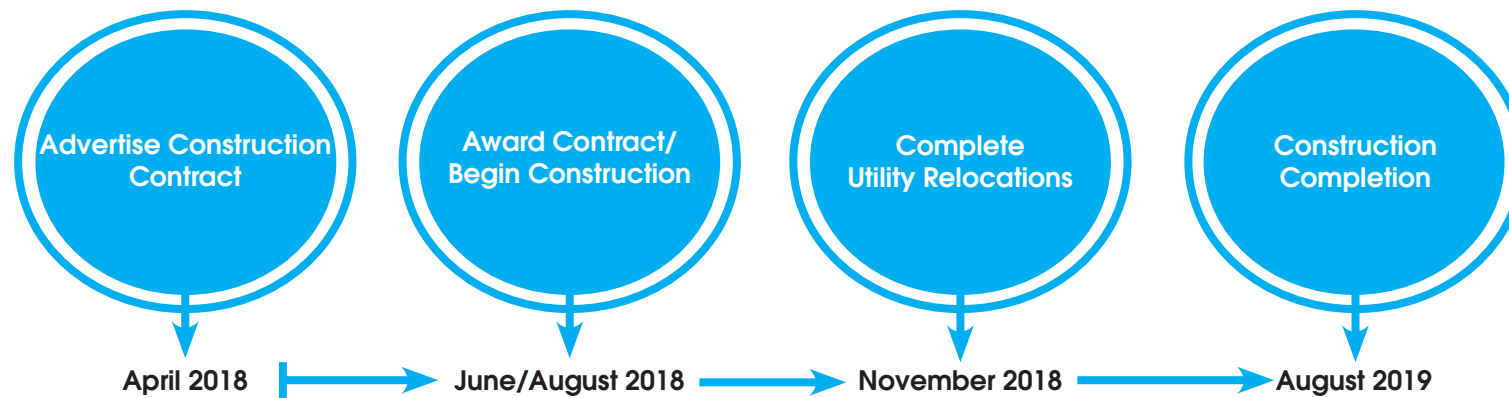 Advertise Construction
Contract
Award Contract/
Begin Construction
Complete
Utility Relocations
Construction
Completion
April 2018
June/August 2018
November 2018
August 2019